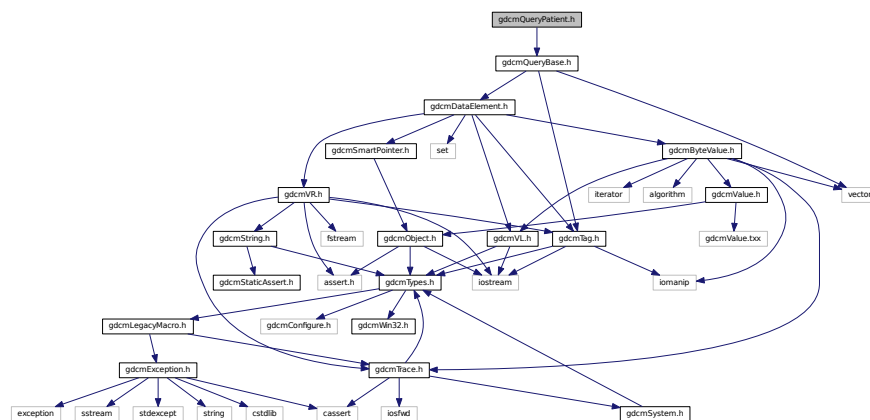 gdcmQueryPatient.h
gdcmQueryBase.h
gdcmDataElement.h
gdcmSmartPointer.h
set
gdcmByteValue.h
gdcmVR.h
iterator
algorithm
gdcmValue.h
vector
gdcmString.h
fstream
gdcmObject.h
gdcmVL.h
gdcmTag.h
gdcmValue.txx
gdcmStaticAssert.h
assert.h
gdcmTypes.h
iostream
iomanip
gdcmLegacyMacro.h
gdcmConfigure.h
gdcmWin32.h
gdcmException.h
gdcmTrace.h
exception
sstream
stdexcept
string
cstdlib
cassert
iosfwd
gdcmSystem.h